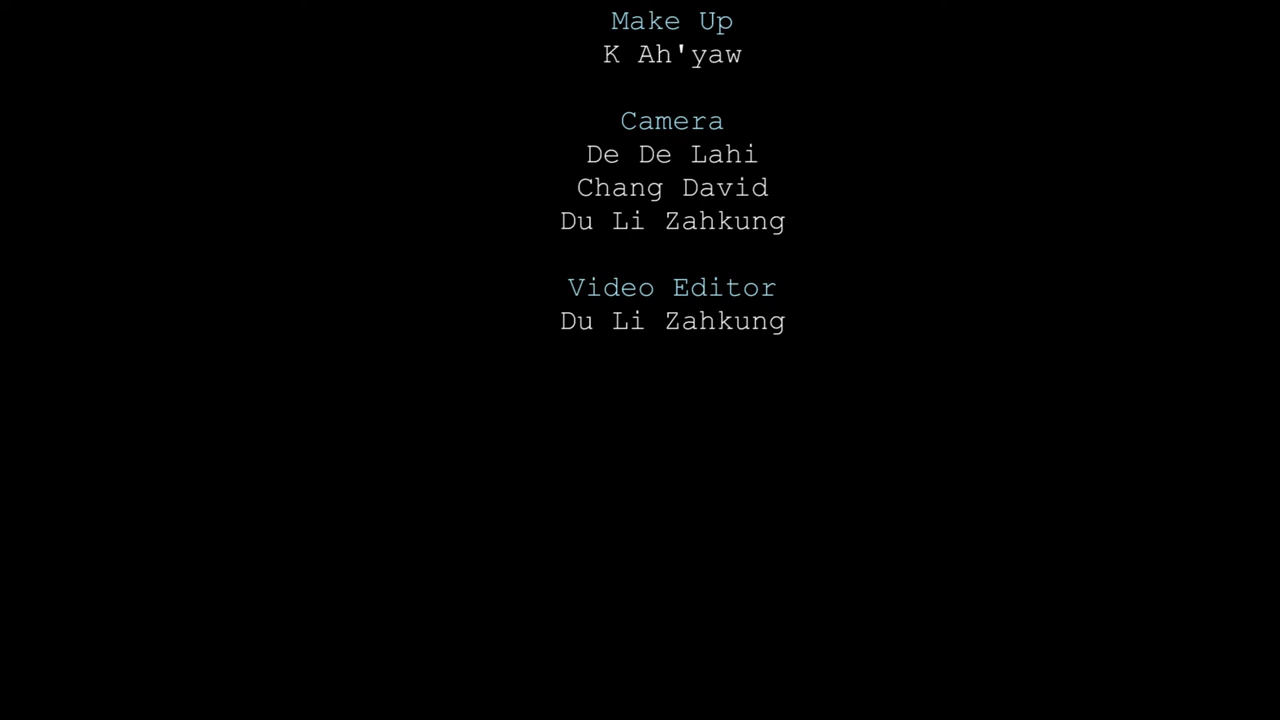 Make Up
K Ah'yaw
Camera
De De Lahi
Chang David
Du Li Zahkung
Video Editor
Du Li Zahkung